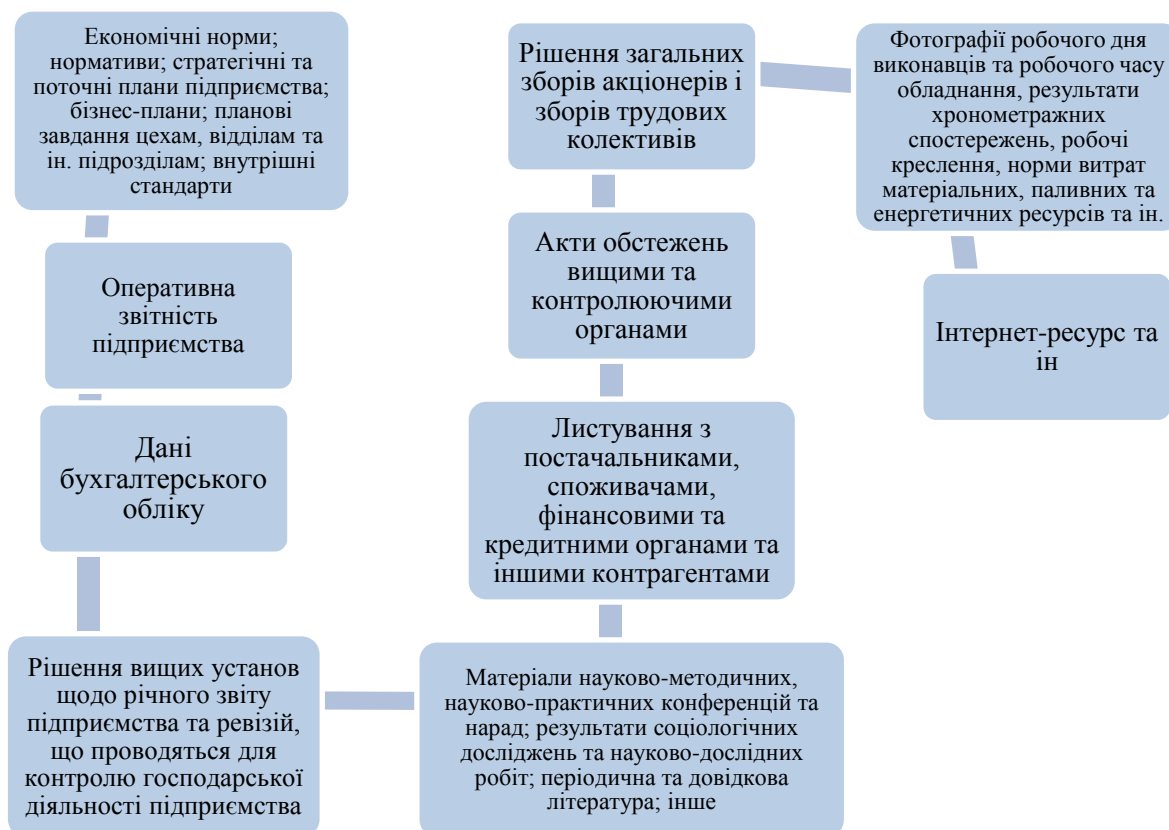 Економічні норми;
нормативи; стратегічні та
поточні плани підприємства;
бізнес-плани; планові
завдання цехам, відділам та
ін. підрозділам; внутрішні
стандарти
Оперативна
звітність
підприємства
Дані
бухгалтерського
обліку
Рішення вищих установ
щодо річного звіту
підприємства та ревізій,
що проводяться для
контролю господарської
діяльності підприємства
Матеріали науково-методичних,
науково-практичних конференцій та
нарад; результати соціологічних
досліджень та науково-дослідних
робіт; періодична та довідкова
література; інше
Листування з
постачальниками,
споживачами,
фінансовими та
кредитними органами та
іншими контрагентами
Акти обстежень
вищими та
контролюючими
органами
Рішення загальних
зборів акціонерів і
зборів трудових
колективів
Фотографії робочого дня
виконавців та робочого часу
обладнання, результати
хронометражних
спостережень, робочі
креслення, норми витрат
матеріальних, паливних та
енергетичних ресурсів та ін.
Інтернет-ресурс та
ін